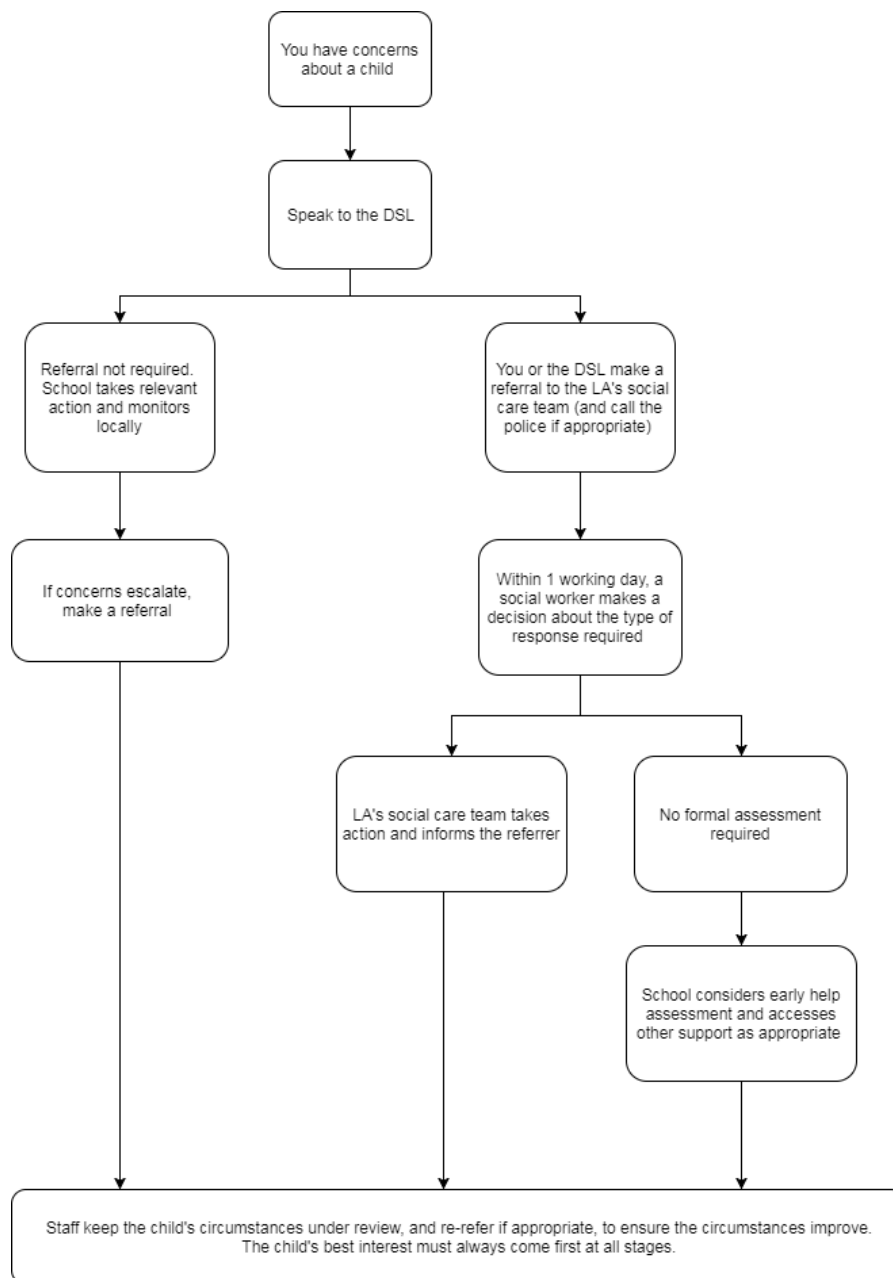 You have concerns
about a child
Speak to the DSL
Referral not required.
School takes relevant
action and monitors
locally
You or the DSL make a
referral to the LA's social
care team (and call the
police if appropriate)
If concerns escalate,
make a referral
Within 1 working day, a
social worker makes a
decision about the type of
response required
LA's social care team takes
action and informs the referrer
No formal assessment
required
School considers early help
assessment and accesses
other support as appropriate
Staff keep the child's circumstances under review, and re-refer if appropriate, to ensure the circumstances improve.
The child's best interest must always come first at all stages.